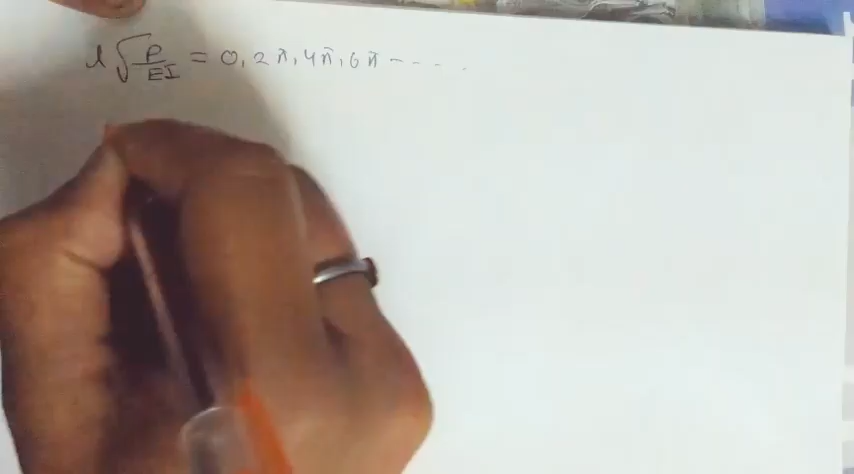 l√P/EI = 0, 2π, 4π, 6π -----